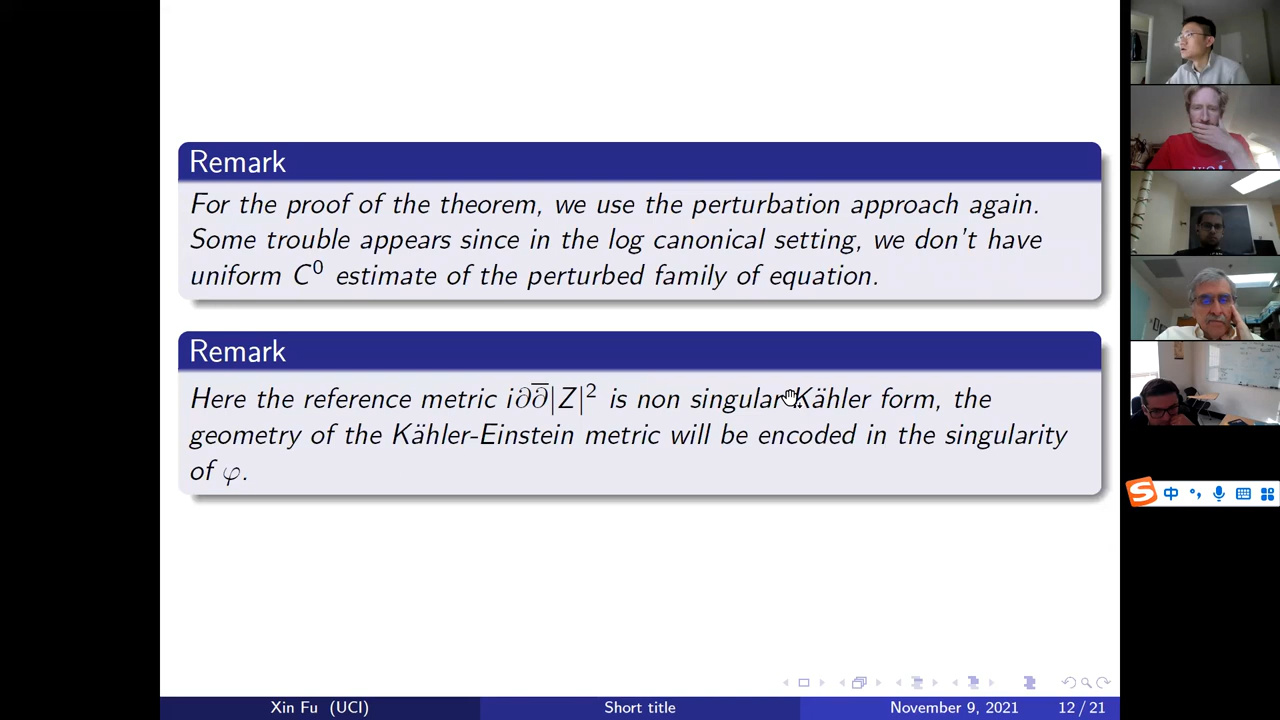 Remark
For the proof of the theorem, we use the perturbation approach again.
Some trouble appears since in the log canonical setting, we don't have
uniform C⁰ estimate of the perturbed family of equation.
Remark
Here the reference metric i∂∂̅|Z|² is non singular Kähler form, the
geometry of the Kähler-Einstein metric will be encoded in the singularity
of φ.
S 中
Xin Fu (UCI)
Short title
November 9, 2021
12 / 21